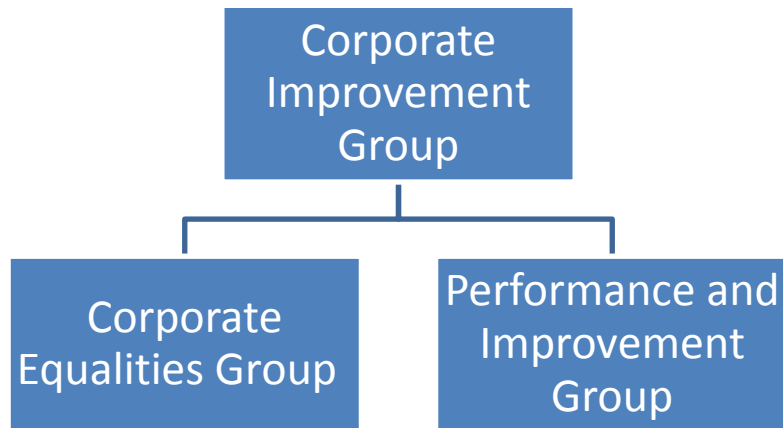 Corporate
Improvement
Group
Corporate
Equalities Group
Performance and
Improvement
Group